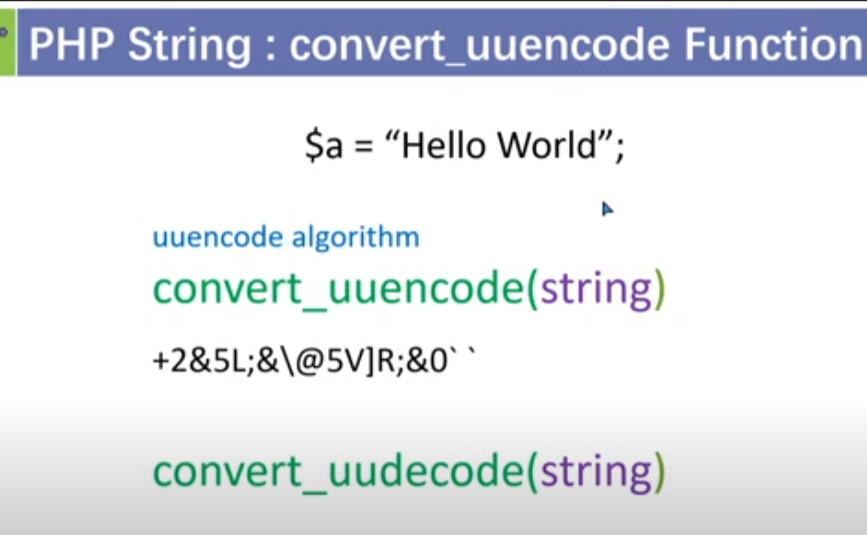 PHP String : convert_uuencode Function
$a = “Hello World”;
uuencode algorithm
convert_uuencode(string)
+2&5L;&\@5V]R;&0` `
convert_uudecode(string)